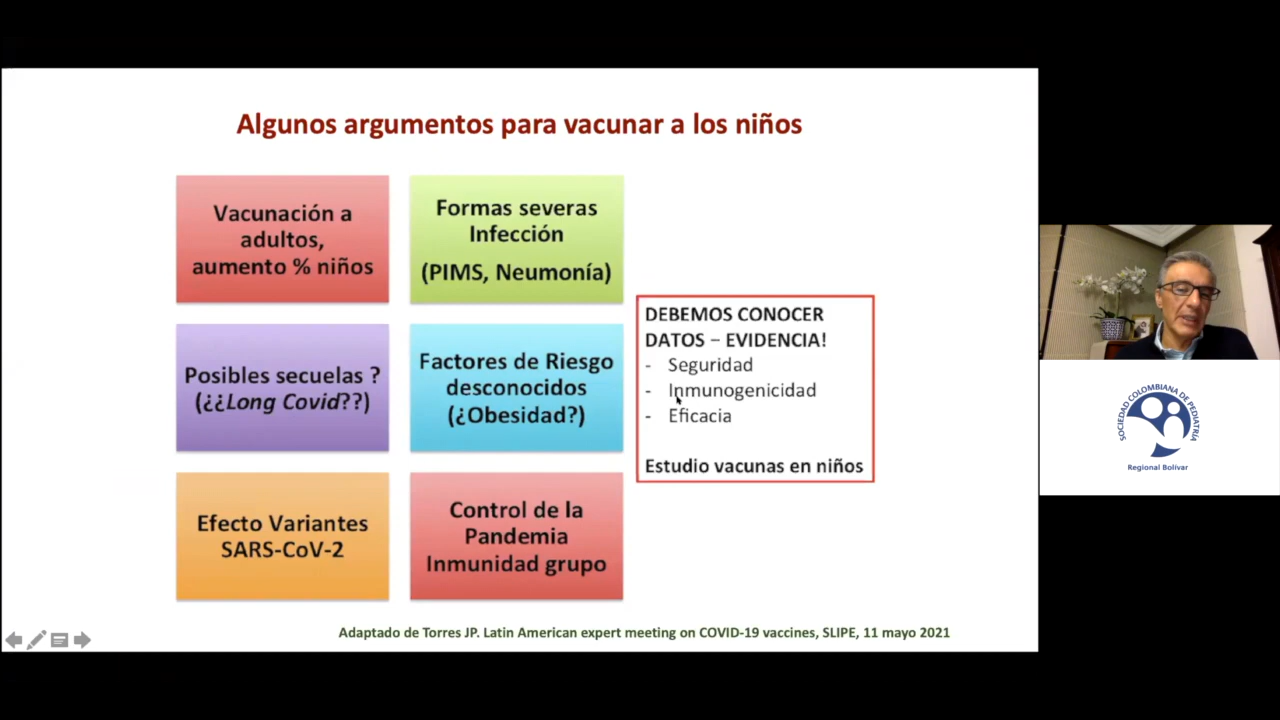 Algunos argumentos para vacunar a los niños
Vacunación a
adultos,
aumento % niños
Formas severas
Infección
(PIMS, Neumonía)
Posibles secuelas ?
(¿¿Long Covid??)
Factores de Riesgo
desconocidos
(¿Obesidad?)
Efecto Variantes
SARS-CoV-2
Control de la
Pandemia
Inmunidad grupo
DEBEMOS CONOCER
DATOS – EVIDENCIA!
- Seguridad
- Inmunogenicidad
- Eficacia
Estudio vacunas en niños
Adaptado de Torres JP. Latin American expert meeting on COVID-19 vaccines, SLIPE, 11 mayo 2021
SOCIEDAD COLOMBIANA DE PEDIATRÍA
Regional Bolívar